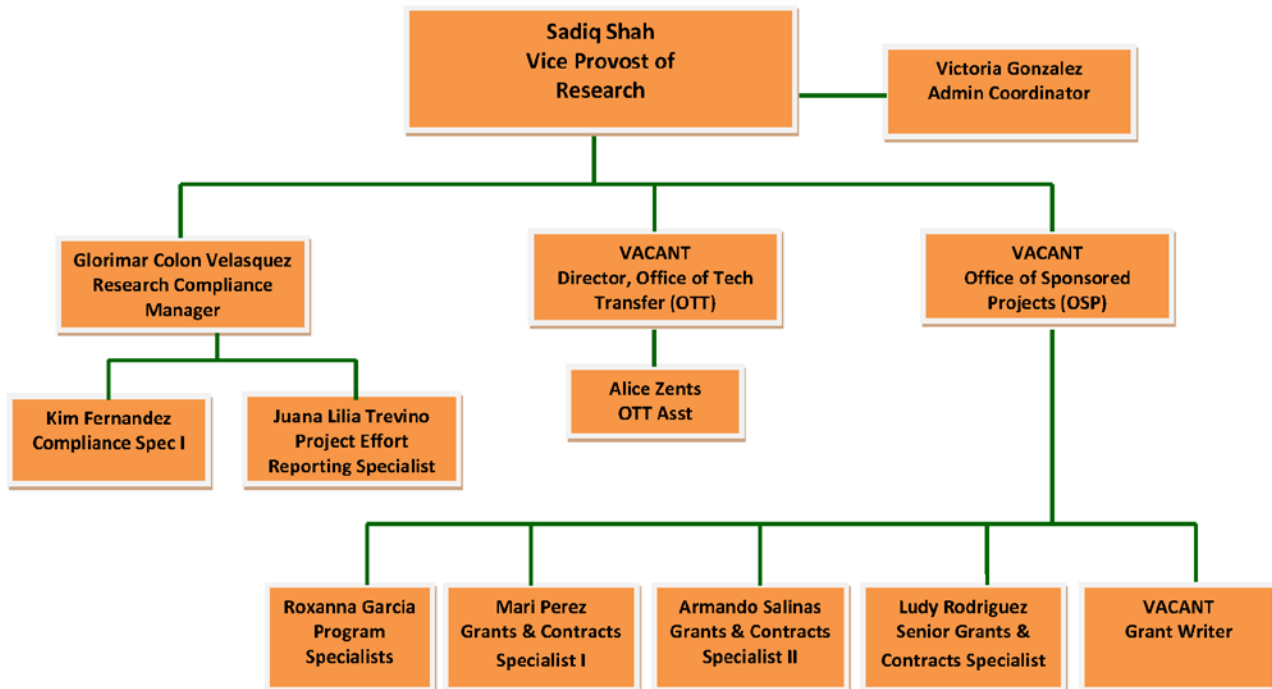 Sadiq Shah
Vice Provost of
Research
Victoria Gonzalez
Admin Coordinator
Glorimar Colon Velasquez
Research Compliance
Manager
VACANT
Director, Office of Tech
Transfer (OTT)
VACANT
Office of Sponsored
Projects (OSP)
Kim Fernandez
Compliance Spec I
Juana Lilia Trevino
Project Effort
Reporting Specialist
Alice Zents
OTT Asst
Roxanna Garcia
Program
Specialists
Mari Perez
Grants & Contracts
Specialist I
Armando Salinas
Grants & Contracts
Specialist II
Ludy Rodriguez
Senior Grants &
Contracts Specialist
VACANT
Grant Writer